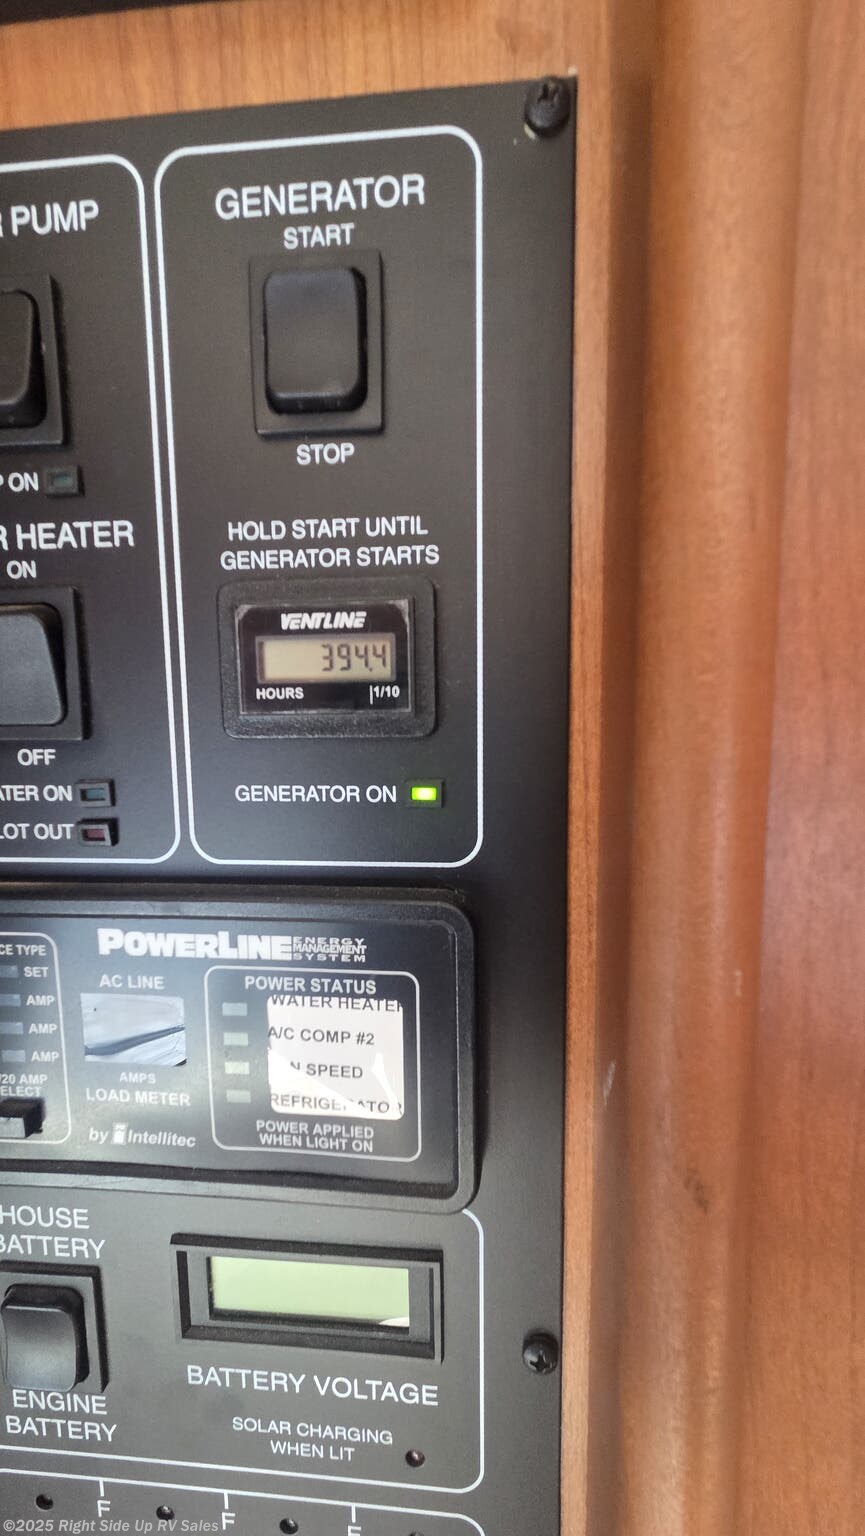 R PUMP
P ON
R HEATER
ON
OFF
ATER ON
LOT OUT
GENERATOR
START
STOP
HOLD START UNTIL
GENERATOR STARTS
VENTLINE
394.4
HOURS
1/10
GENERATOR ON
CE TYPE
SET
AMP
AMP
AMP
/20 AMP
ELECT
POWERLINE
ENERGY
MANAGEMENT
SYSTEM
AC LINE
AMPS
LOAD METER
by Intellitec
POWER STATUS
WATER HEATER
A/C COMP #2
N SPEED
REFRIGERATOR
POWER APPLIED
WHEN LIGHT ON
HOUSE
BATTERY
ENGINE
BATTERY
BATTERY VOLTAGE
SOLAR CHARGING
WHEN LIT
F
F
F
©2025 Right Side Up RV Sales